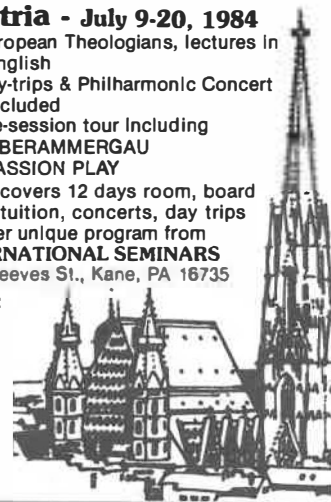 tria - July 9-20, 1984
ropean Theologians, lectures in
nglish
y-trips & Philharmonic Concert
cluded
e-session tour Including
BERAMMERGAU
ASSION PLAY
covers 12 days room, board
tuition, concerts, day trips
er unique program from
RNATIONAL SEMINARS
eeves St., Kane, PA 16735